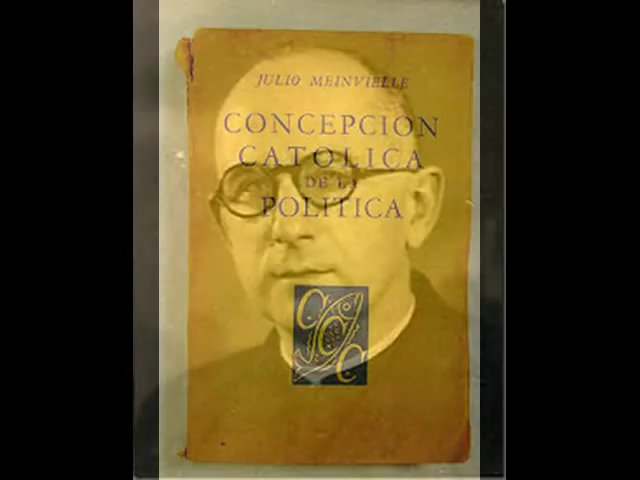 JULIO MEINVIELLE
CONCEPCION
CATOLICA
DE LA
POLITICA
C
C
C